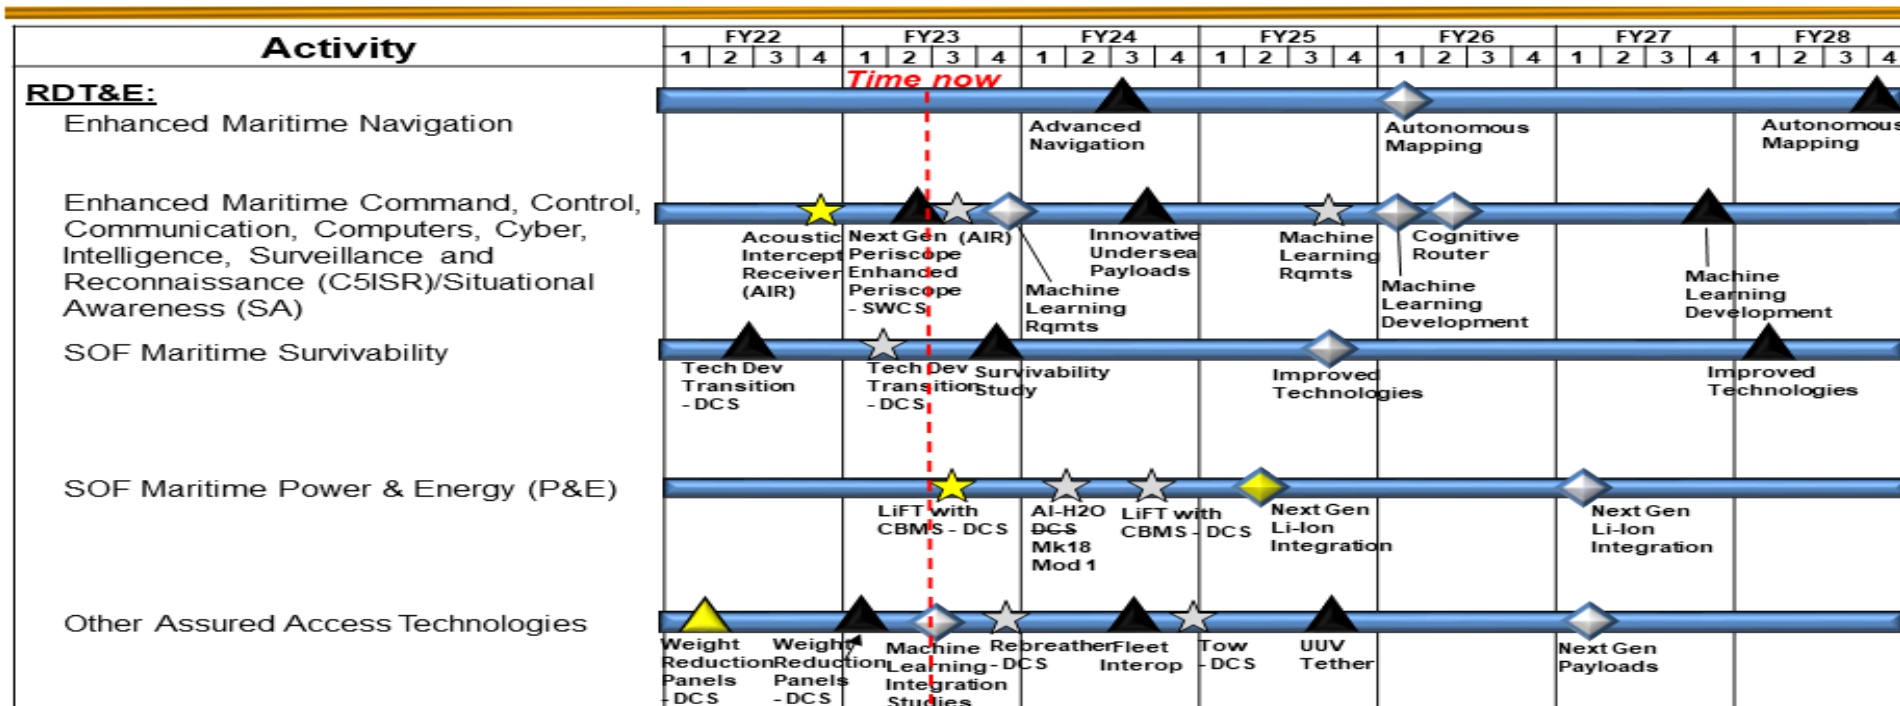 Activity
FY22 FY23 FY24 FY25 FY26 FY27 FY28
1 2 3 4 1 2 3 4 1 2 3 4 1 2 3 4 1 2 3 4 1 2 3 4 1 2 3 4
Time now
RDT&E:
Enhanced Maritime Navigation
Advanced
Navigation
Autonomous
Mapping
Autonomous
Mapping
Enhanced Maritime Command, Control,
Communication, Computers, Cyber,
Intelligence, Surveillance and
Reconnaissance (C5ISR)/Situational
Awareness (SA)
Acoustic
Intercept
Receiver
(AIR)
Next Gen
Periscope
Enhanced
Periscope
- SWCS
(AIR)
Machine
Learning
Rqmts
Innovative
Undersea
Payloads
Machine
Learning
Rqmts
Machine
Learning
Development
Cognitive
Router
Machine
Learning
Development
SOF Maritime Survivability
Tech Dev
Transition
- DCS
Tech Dev
Transition
- DCS
Survivability
Study
Improved
Technologies
Improved
Technologies
SOF Maritime Power & Energy (P&E)
LiFT with
CBMS - DCS
Al-H2O
DCS
Mk18
Mod 1
LiFT with
CBMS - DCS
Next Gen
Li-Ion
Integration
Next Gen
Li-Ion
Integration
Other Assured Access Technologies
Weight
Reduction
Panels
- DCS
Weight
Reduction
Panels
- DCS
Machine
Learning
Integration
Studies
Rebreather
- DCS
Fleet
Interop
Tow
- DCS
UUV
Tether
Next Gen
Payloads